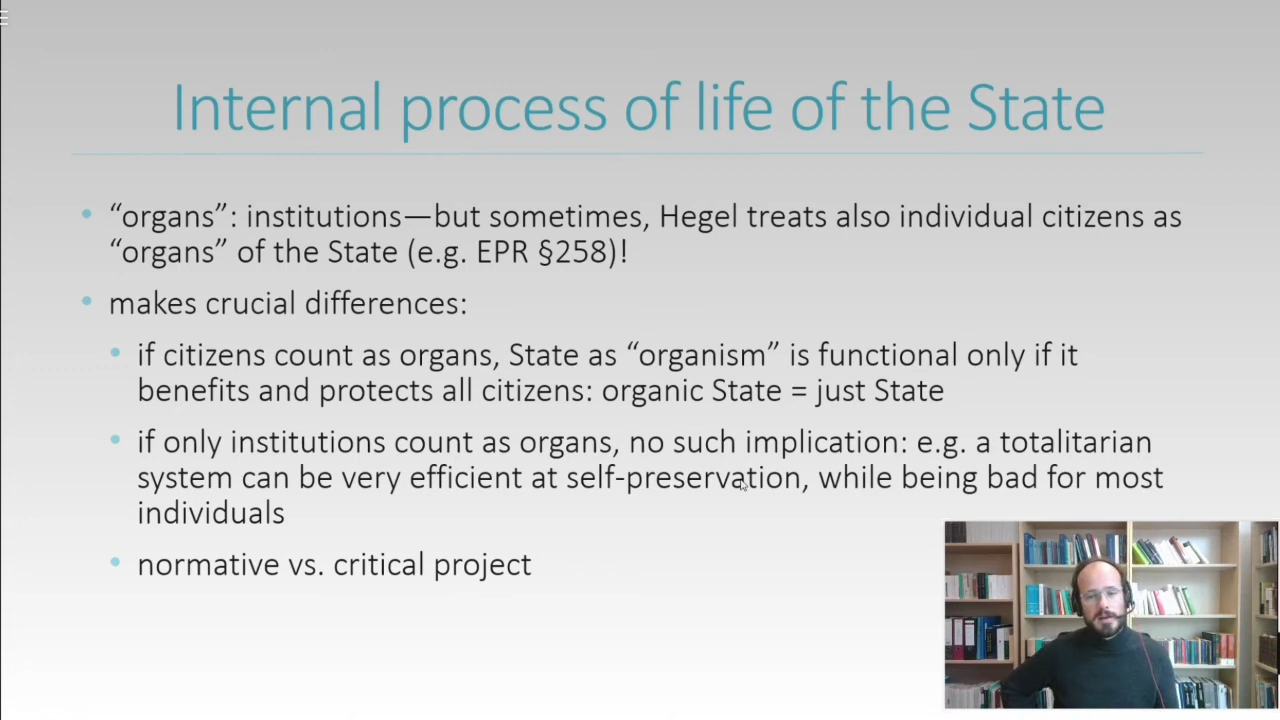 Internal process of life of the State
• “organs”: institutions—but sometimes, Hegel treats also individual citizens as
“organs” of the State (e.g. EPR §258)!
• makes crucial differences:
• if citizens count as organs, State as “organism” is functional only if it
benefits and protects all citizens: organic State = just State
• if only institutions count as organs, no such implication: e.g. a totalitarian
system can be very efficient at self-preservation, while being bad for most
individuals
• normative vs. critical project